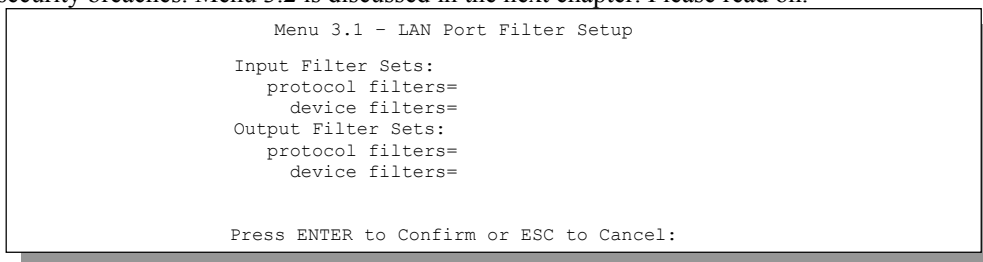 security breaches. Menu 3.2 is discussed in the next chapter. Please read on.
Menu 3.1 – LAN Port Filter Setup
Input Filter Sets:
protocol filters=
device filters=
Output Filter Sets:
protocol filters=
device filters=
Press ENTER to Confirm or ESC to Cancel: